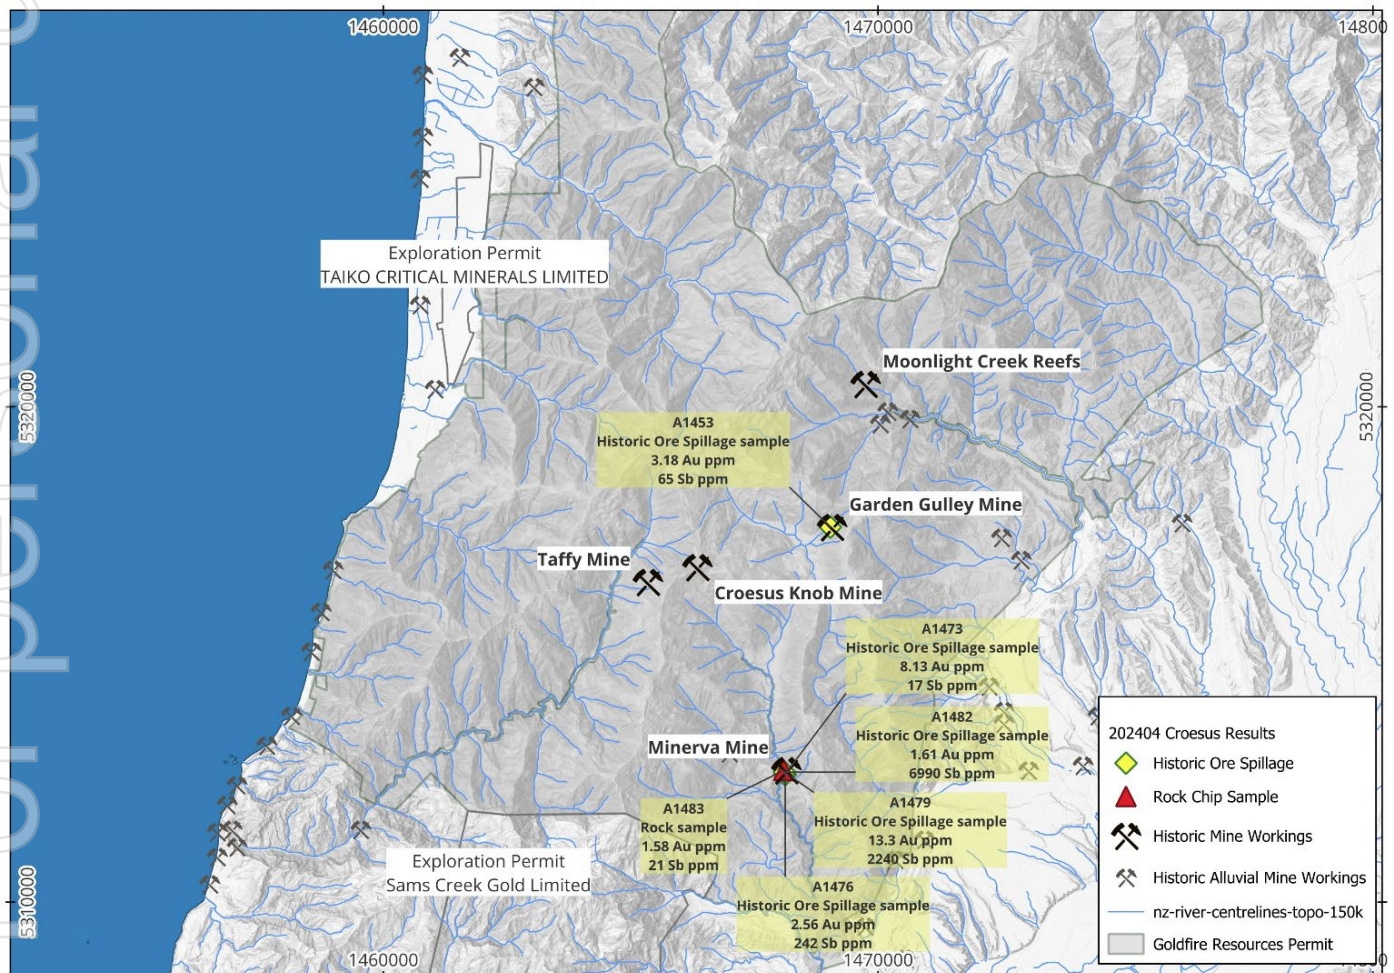 1460000
1470000
14800
Exploration Permit
TAIKO CRITICAL MINERALS LIMITED
Moonlight Creek Reefs
5320000
5320000
A1453
Historic Ore Spillage sample
3.18 Au ppm
65 Sb ppm
Garden Gulley Mine
Taffy Mine
Croesus Knob Mine
A1473
Historic Ore Spillage sample
8.13 Au ppm
17 Sb ppm
A1482
Historic Ore Spillage sample
1.61 Au ppm
6990 Sb ppm
Minerva Mine
A1483
Rock sample
1.58 Au ppm
21 Sb ppm
A1479
Historic Ore Spillage sample
13.3 Au ppm
2240 Sb ppm
Exploration Permit
Sams Creek Gold Limited
A1476
Historic Ore Spillage sample
2.56 Au ppm
242 Sb ppm
202404 Croesus Results
Historic Ore Spillage
Rock Chip Sample
Historic Mine Workings
Historic Alluvial Mine Workings
nz-river-centrelines-topo-150k
Goldfire Resources Permit
5310000
1460000
1470000
or personal